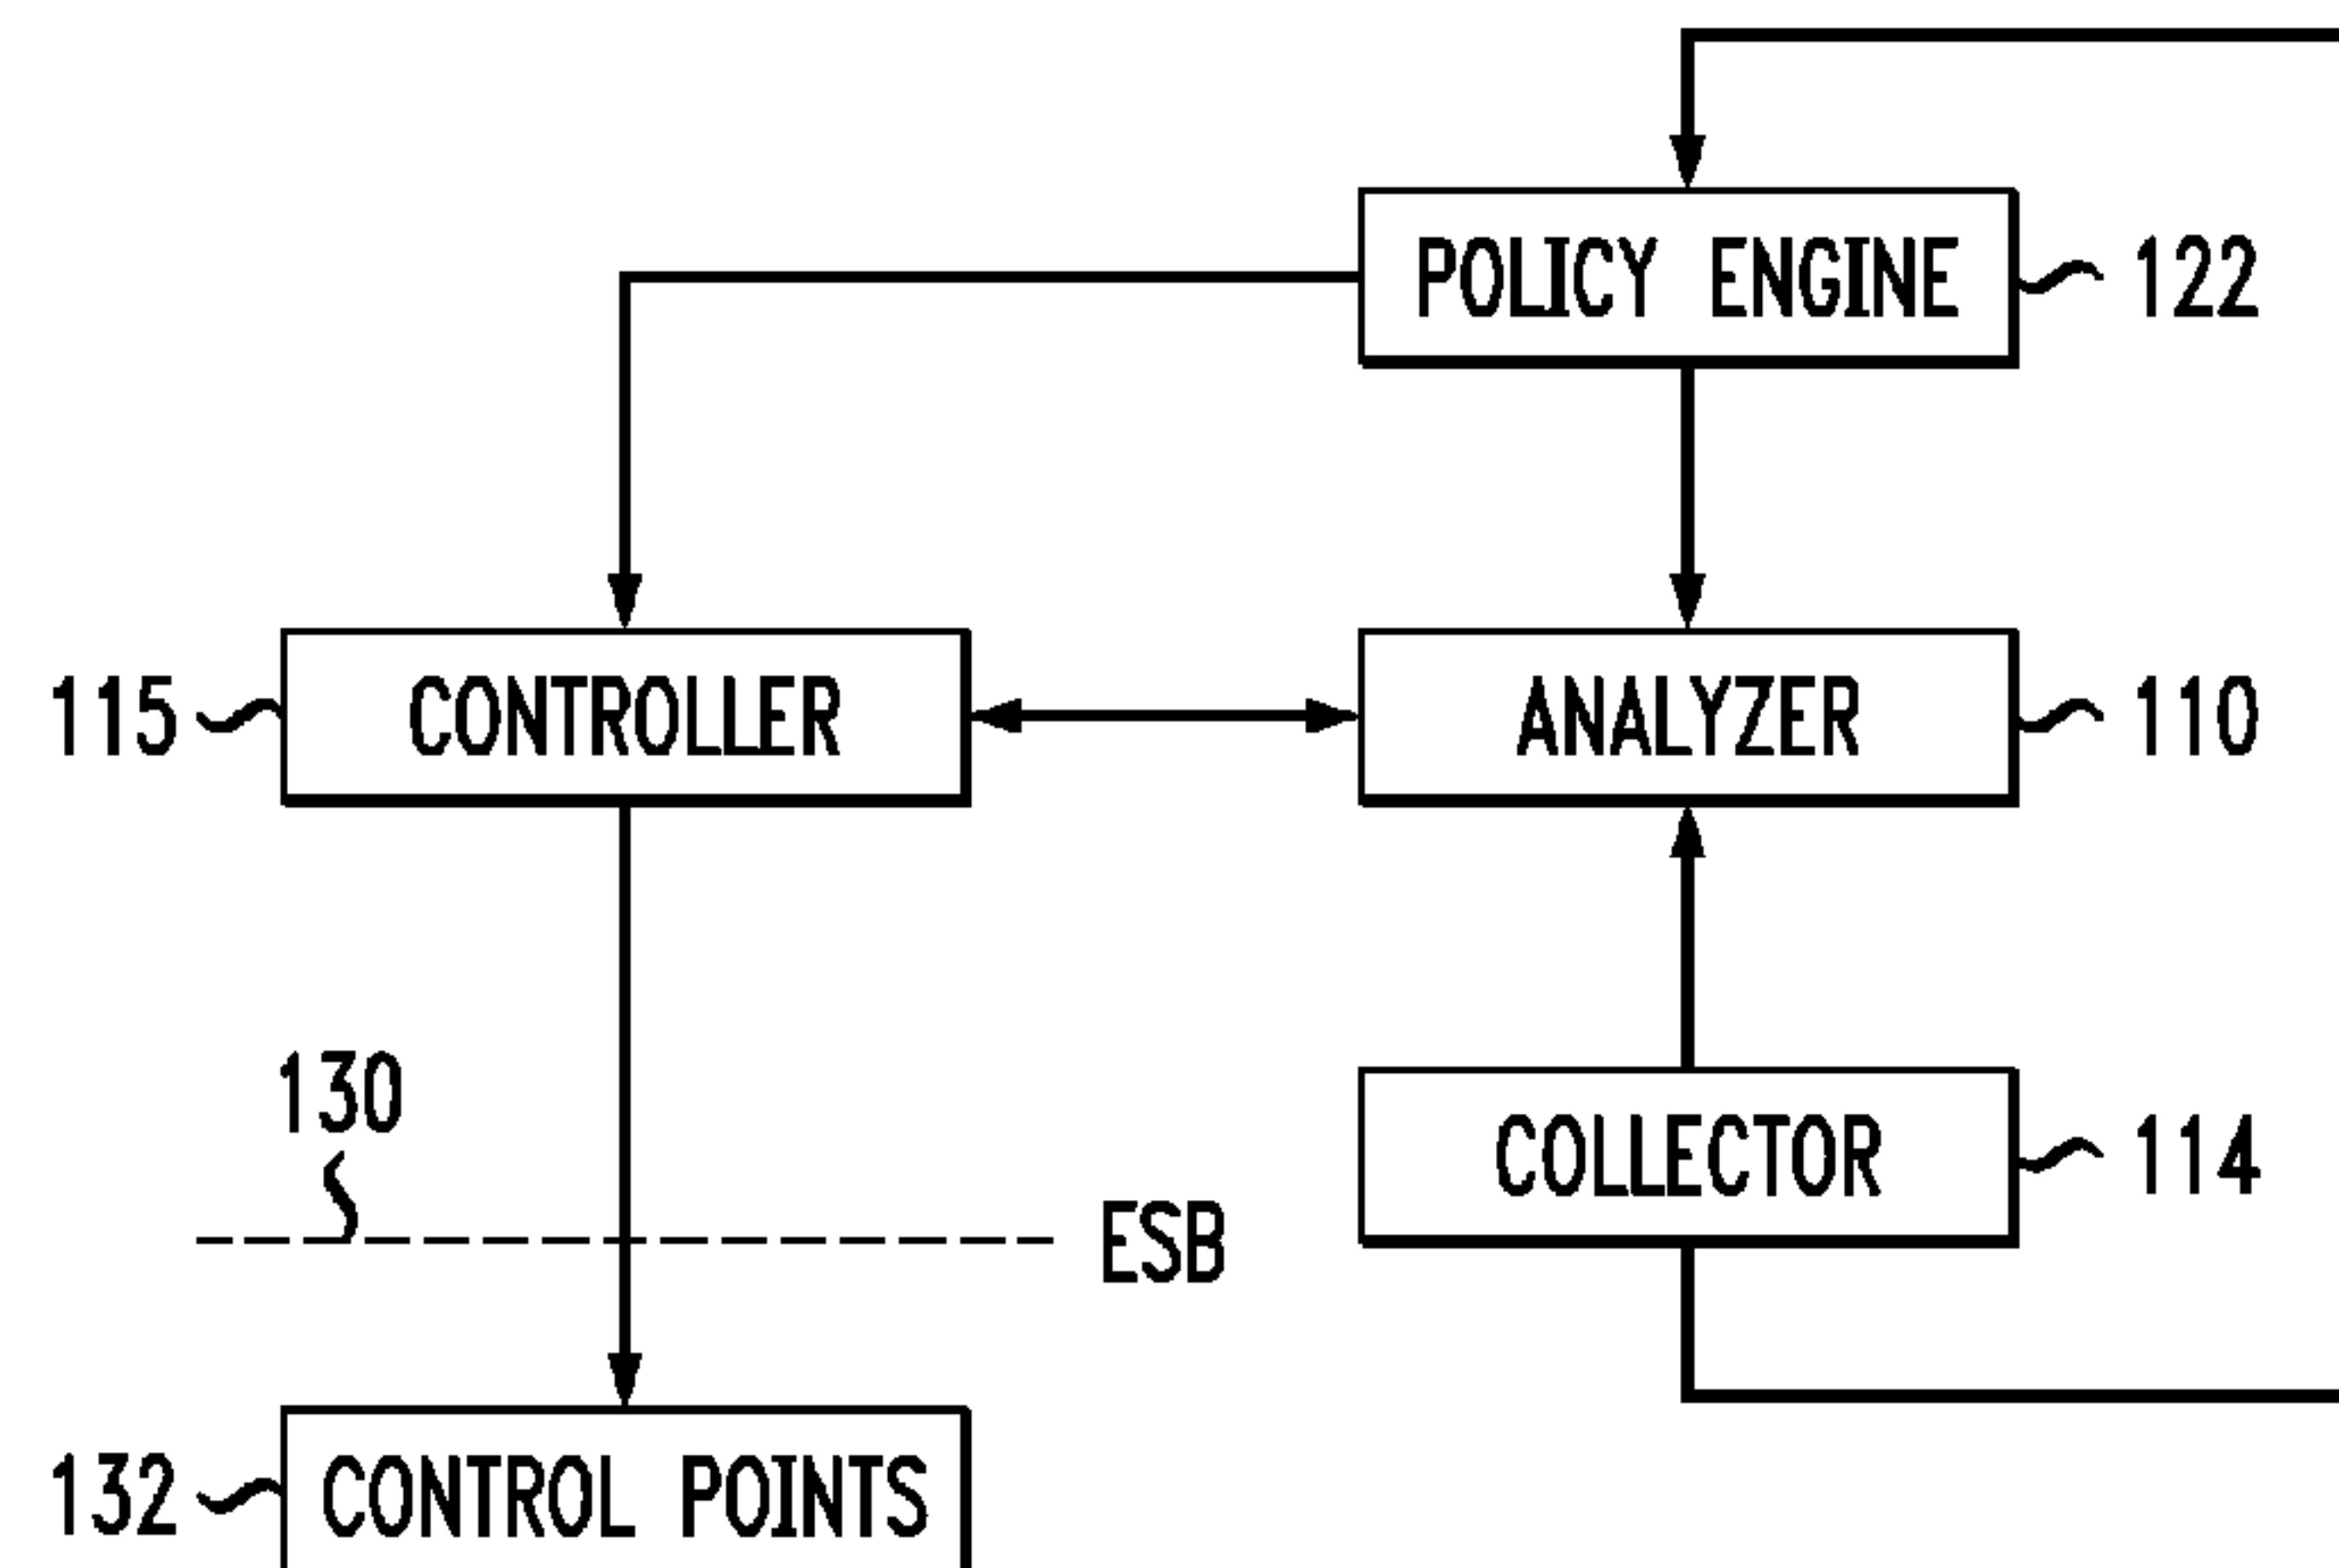 POLICY ENGINE 122
115 CONTROLLER
ANALYZER 110
130
COLLECTOR 114
ESB
132 CONTROL POINTS